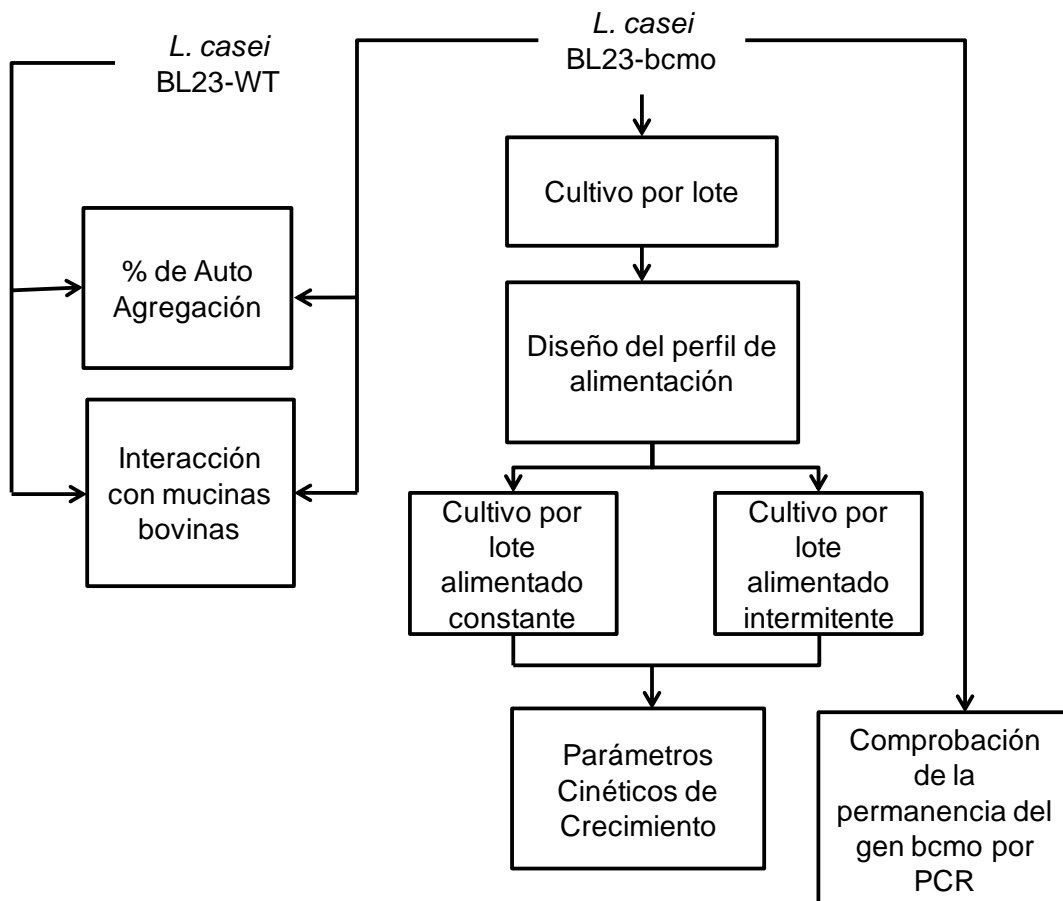 L. casei
BL23-WT
L. casei
BL23-bcmo
Cultivo por lote
% de Auto
Agregación
Diseño del perfil de
alimentación
Interacción
con mucinas
bovinas
Cultivo por
lote
alimentado
constante
Cultivo por
lote
alimentado
intermitente
Parámetros
Cinéticos de
Crecimiento
Comprobación
de la
permanencia del
gen bcmo por
PCR